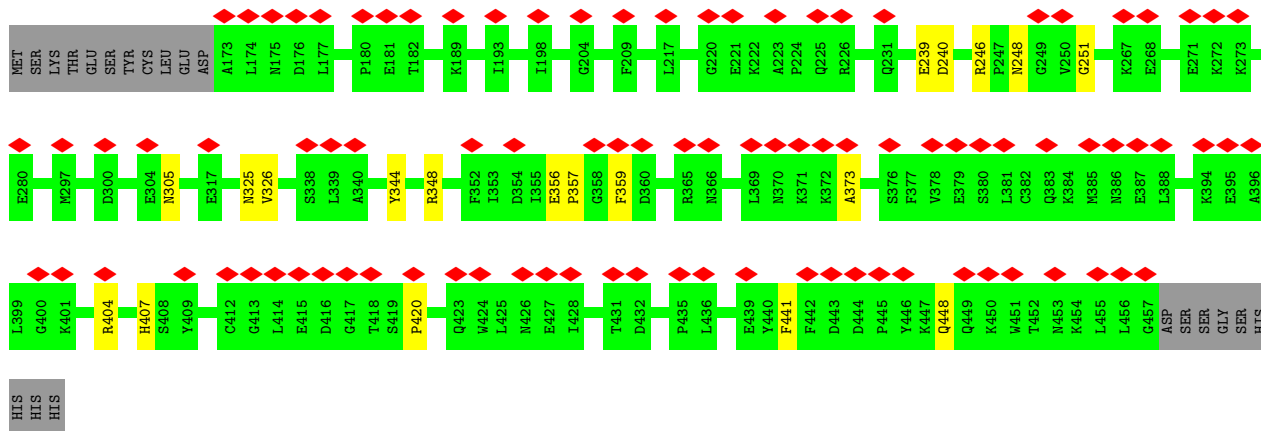 MET SER LYS THR GLU SER TYR CYS LEU GLU ASP A173 L174 N175 D176 L177 P180 E181 T182 K189 I193 I198 G204 F209 L217 G220 E221 K222 A223 P224 Q225 R226 Q231 E239 D240 R246 P247 N248 G249 V250 G251 K267 E268 E271 K272 K273
E280 M297 D300 E304 N305 E317 N325 V326 S338 L339 A340 Y344 R348 F352 I353 D354 I355 E356 P357 G358 F359 D360 R365 N366 L369 N370 K371 K372 A373 S376 F377 V378 E379 S380 L381 C382 Q383 K384 M385 N386 E387 L388 K394 E395 A396
L399 G400 K401 R404 H407 S408 Y409 C412 G413 L414 E415 D416 G417 T418 S419 P420 Q423 W424 L425 N426 E427 I428 T431 D432 P435 L436 E439 Y440 F441 F442 D443 D444 P445 Y446 K447 Q448 Q449 K450 W451 T452 N453 K454 L455 L456 G457 ASP SER SER GLY SER HIS
HIS HIS HIS